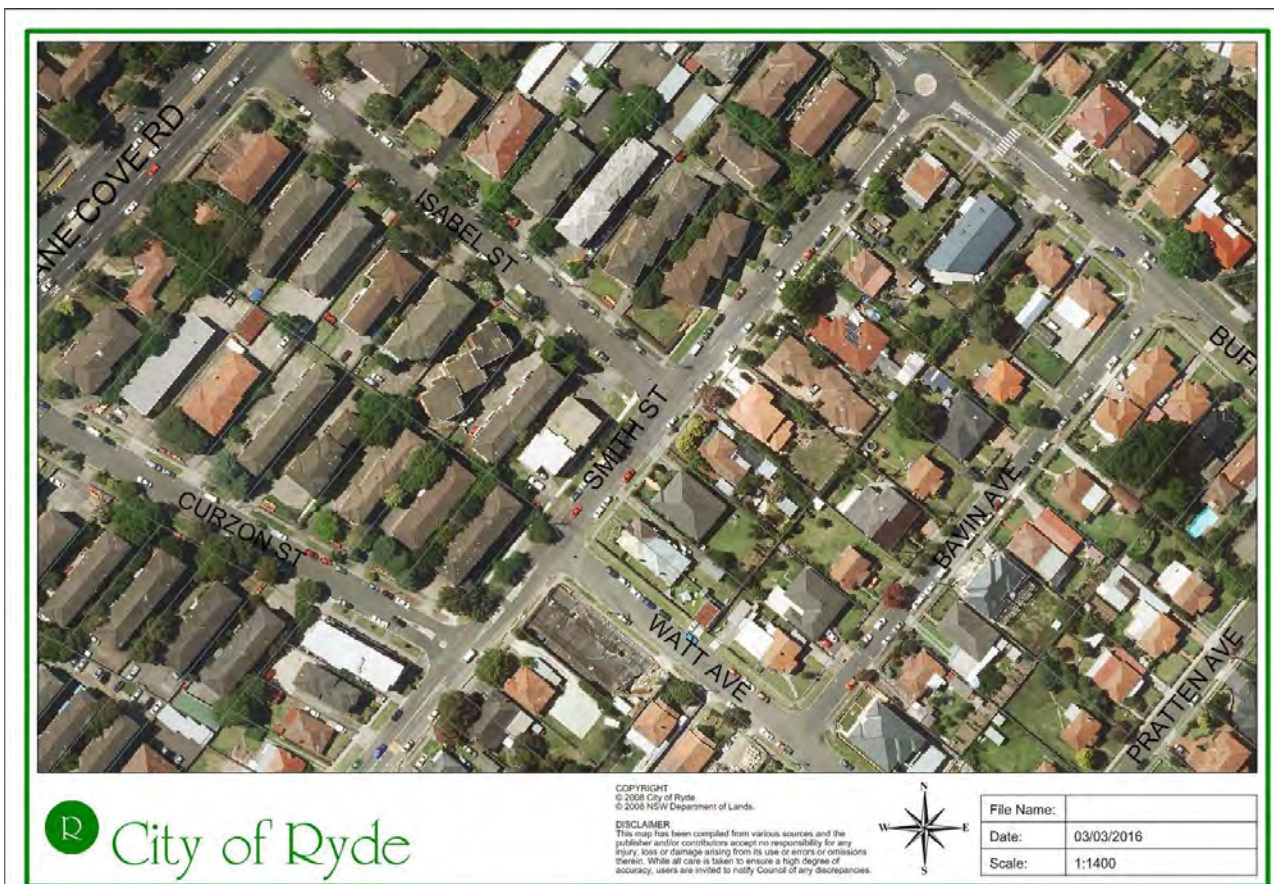 ANE COVE RD
ISABEL ST
SMITH ST
CURZON ST
WATT AVE
BAVIN AVE
BUF
PRATTEN AVE
R City of Ryde
COPYRIGHT
© 2008 City of Ryde
© 2008 NSW Department of Lands.
DISCLAIMER
This map has been compiled from various sources and the
publisher and/or contributors accept no responsibility for any
injury, loss or damage arising from its use or errors or omissions
therein. While all care is taken to ensure a high degree of
accuracy, users are invited to notify Council of any discrepancies.
N
W E
S
File Name:
Date: 03/03/2016
Scale: 1:1400